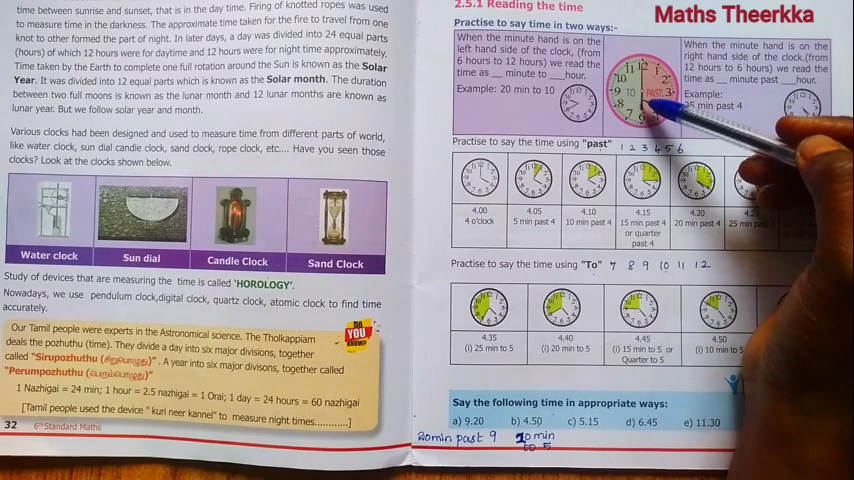 time between sunrise and sunset, that is in the day time. Firing of knotted ropes was used
to measure time in the darkness. The approximate time taken for the fire to travel from one
knot to other formed the part of night. In later days, a day was divided into 24 equal parts
(hours) of which 12 hours were for daytime and 12 hours were for night time approximately.
Time taken by the Earth to complete one full rotation around the Sun is known as the Solar
Year. It was divided into 12 equal parts which is known as the Solar month. The duration
between two full moons is known as the lunar month and 12 lunar months are known as
lunar year. But we follow solar year and month.
Various clocks had been designed and used to measure time from different parts of world,
like water clock, sun dial candle clock, sand clock, rope clock, etc.... Have you seen those
clocks? Look at the clocks shown below.
Water clock
Sun dial
Candle Clock
Sand Clock
Study of devices that are measuring the time is called 'HOROLOGY'.
Nowadays, we use pendulum clock,digital clock, quartz clock, atomic clock to find time
accurately.
DO
YOU
KNOW?
Our Tamil people were experts in the Astronomical science. The Tholkappiam
deals the pozhuthu (time). They divide a day into six major divisions, together
called "Sirupozhuthu (சிறுபொழுது)". A year into six major divisons, together called
"Perumpozhuthu (பெரும்பொழுது)"
1 Nazhigai = 24 min; 1 hour = 2.5 nazhigai = 1 Orai; 1 day = 24 hours = 60 nazhigai
[Tamil people used the device " kuri neer kannel" to measure night times............]
32 6th Standard Maths
2.5.1 Reading the time
Maths Theerkka
Practise to say time in two ways:-
When the minute hand is on the
left hand side of the clock, (from
6 hours to 12 hours) we read the
time as __ minute to ___hour.
Example: 20 min to 10
TO PAST
When the minute hand is on the
right hand side of the clock.(from
12 hours to 6 hours) we read the
time as __ minute past ___hour.
Example:
25 min past 4
Practise to say the time using "past" 1 2 3 4 5 6
4.00
4 o'clock
4.05
5 min past 4
4.10
10 min past 4
4.15
15 min past 4
or quarter
past 4
4.20
20 min past 4
4.25
25 min past
Practise to say the time using "To" 7 8 9 10 11 12
4.35
(i) 25 min to 5
4.40
(i) 20 min to 5
4.45
(i) 15 min to 5 or
Quarter to 5
4.50
(i) 10 min to
Say the following time in appropriate ways:
a) 9.20 b) 4.50 c) 5.15 d) 6.45 e) 11.30
20min past 9
10 min
to 5